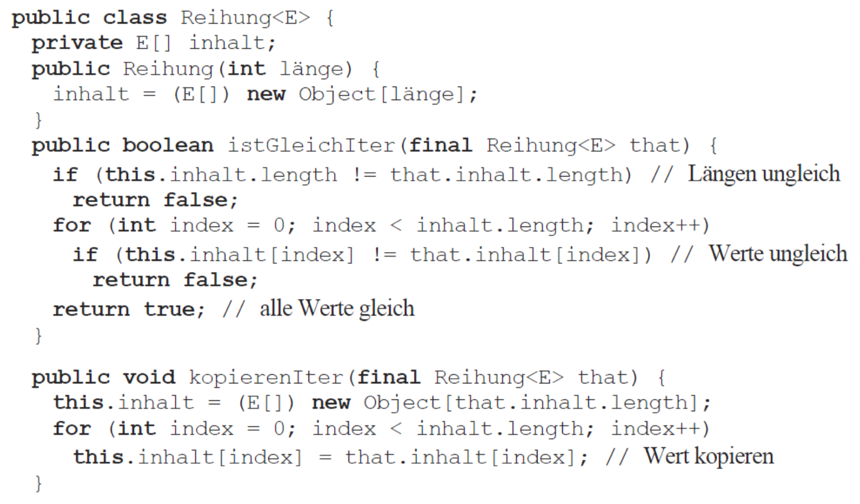 public class Reihung<E> {
private E[] inhalt;
public Reihung(int länge) {
inhalt = (E[]) new Object[länge];
}
public boolean istGleichIter(final Reihung<E> that) {
if (this.inhalt.length != that.inhalt.length) // Längen ungleich
return false;
for (int index = 0; index < inhalt.length; index++)
if (this.inhalt[index] != that.inhalt[index]) // Werte ungleich
return false;
return true; // alle Werte gleich
}
public void kopierenIter(final Reihung<E> that) {
this.inhalt = (E[]) new Object[that.inhalt.length];
for (int index = 0; index < inhalt.length; index++)
this.inhalt[index] = that.inhalt[index]; // Wert kopieren
}